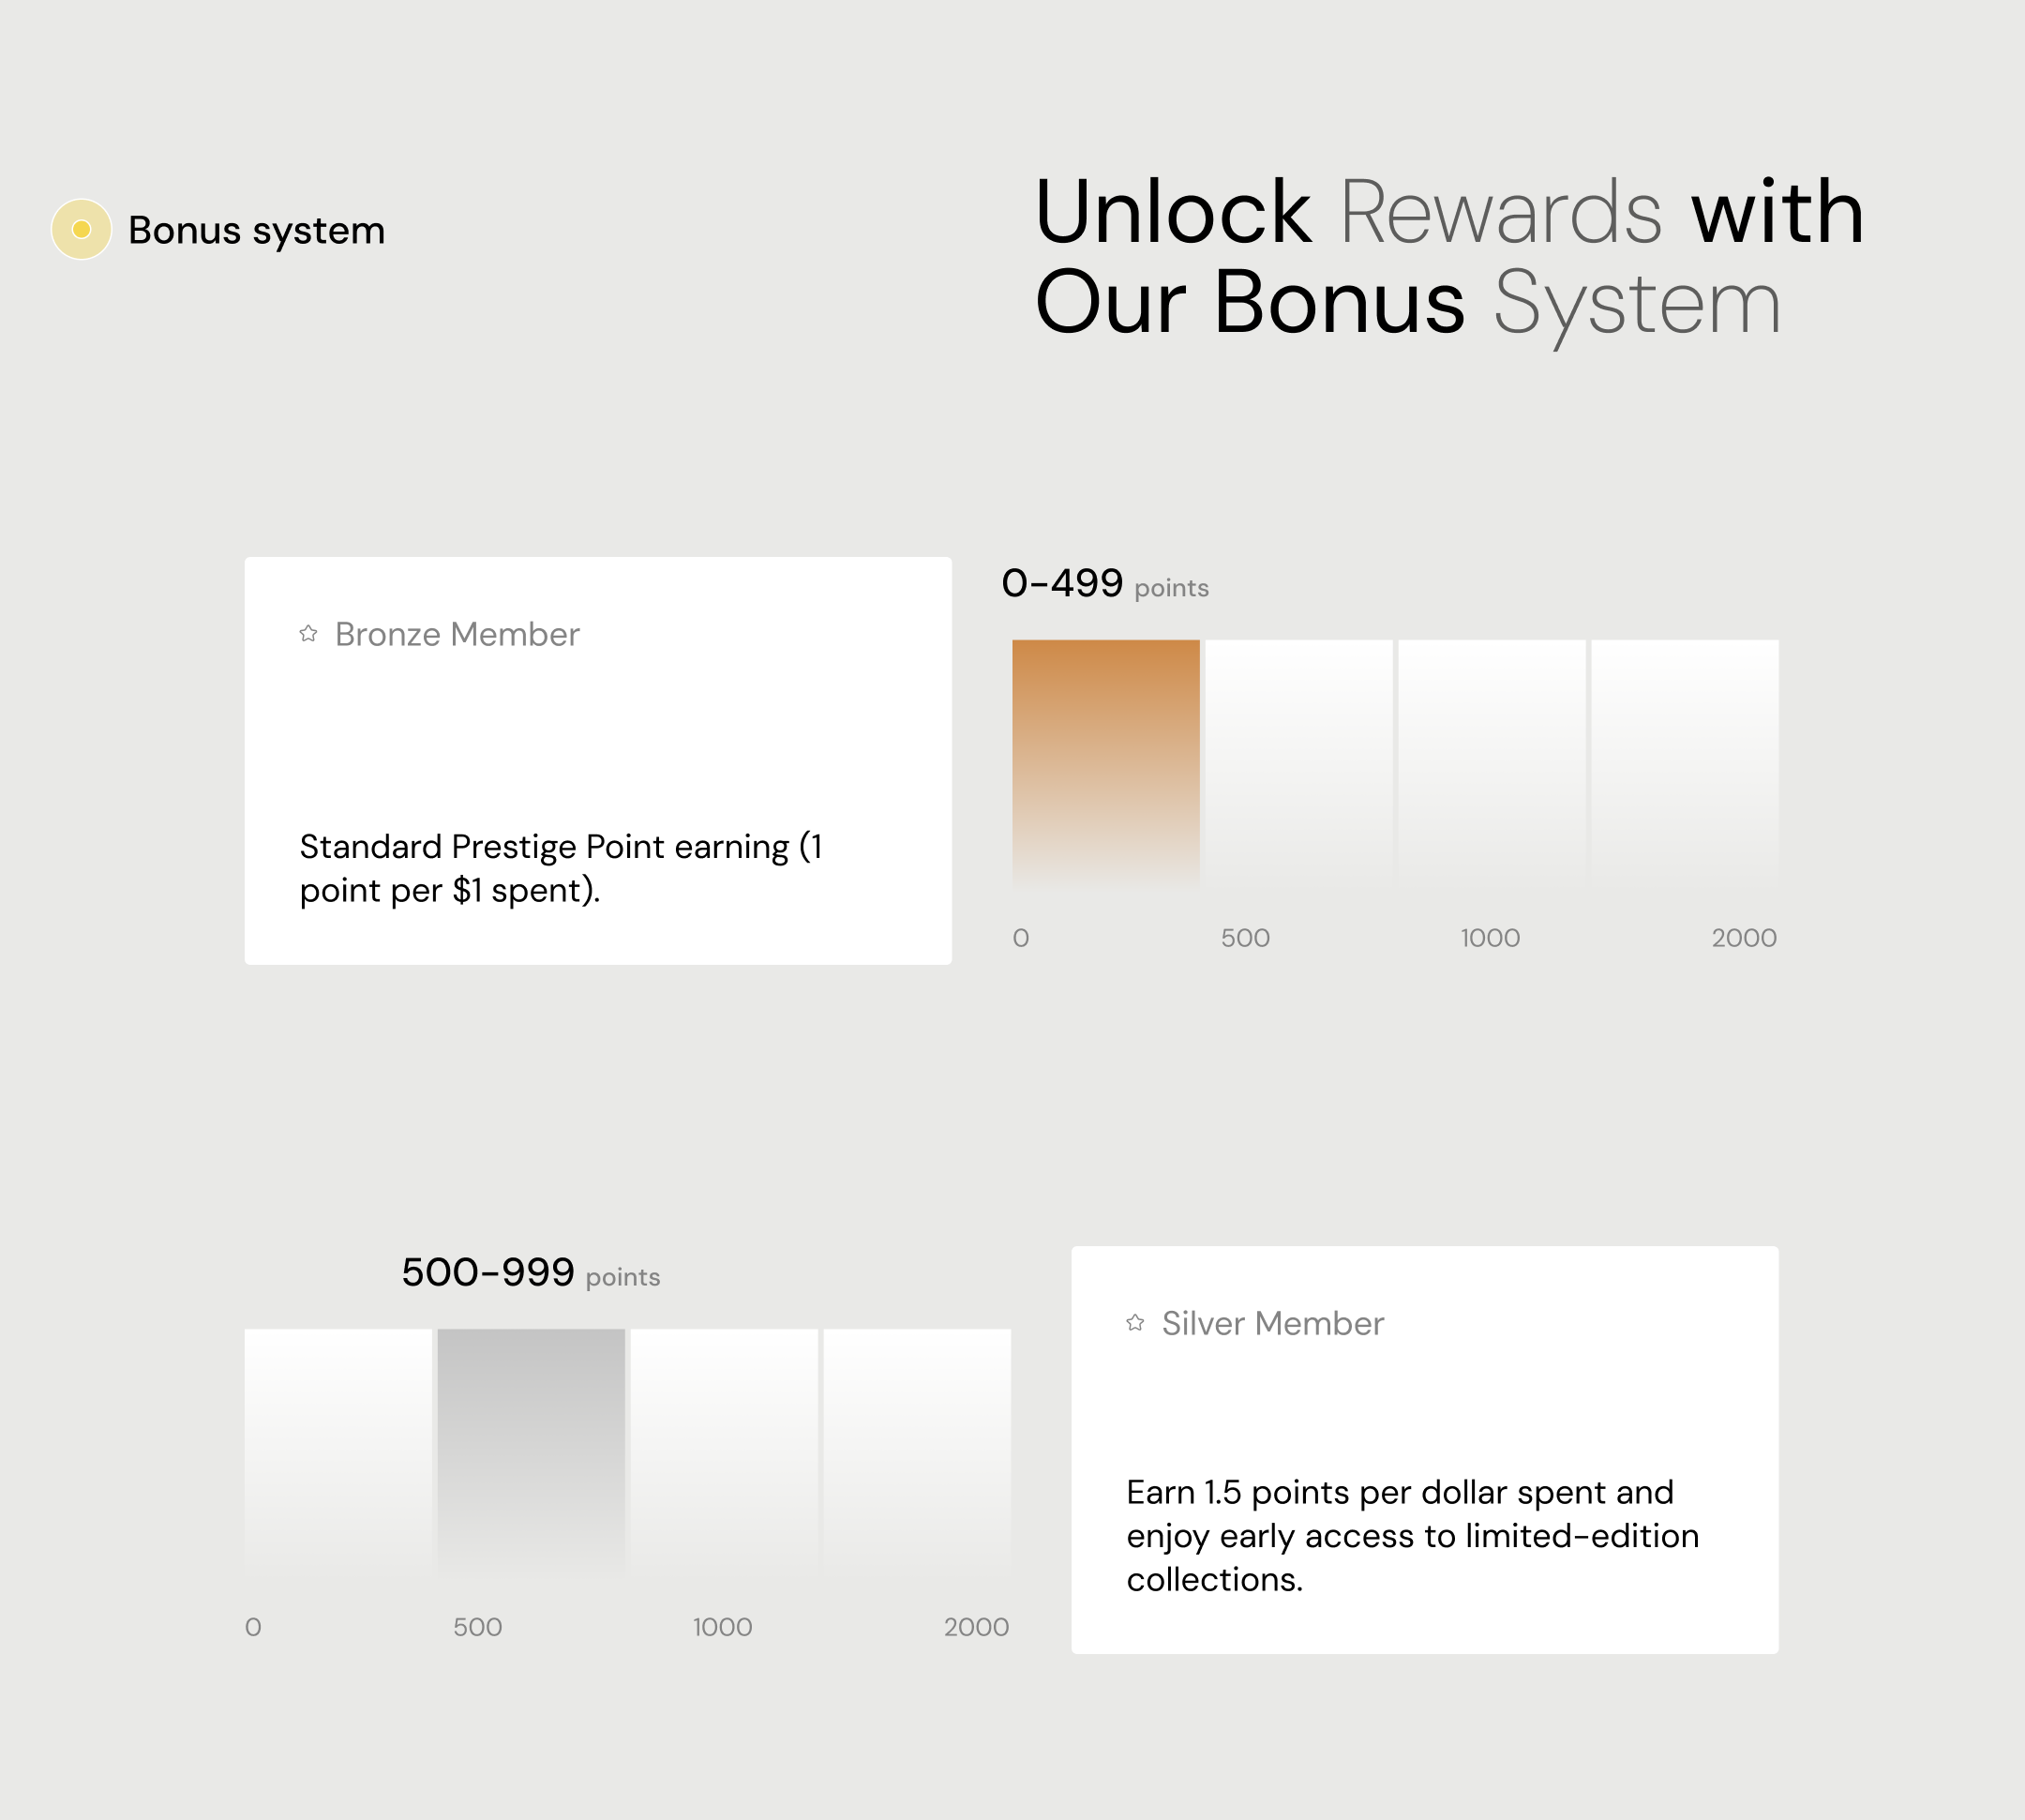 Bonus system
Unlock Rewards with
Our Bonus System
Bronze Member
Standard Prestige Point earning (1
point per $1 spent).
0-499 points
0 500 1000 2000
500-999 points
0 500 1000 2000
Silver Member
Earn 1.5 points per dollar spent and
enjoy early access to limited-edition
collections.